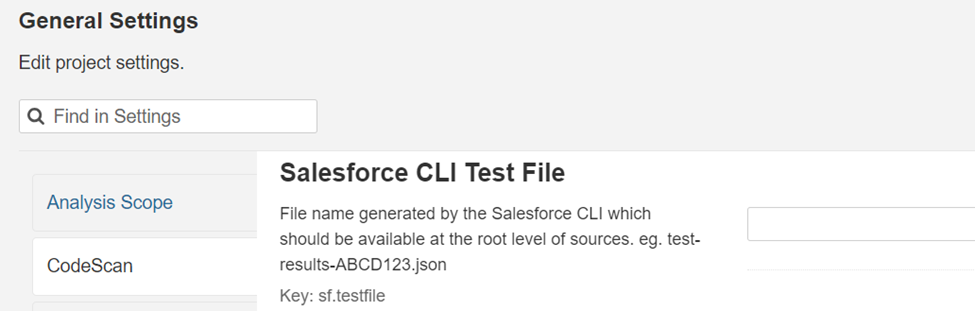 General Settings
Edit project settings.
Find in Settings
Analysis Scope
CodeScan
Salesforce CLI Test File
File name generated by the Salesforce CLI which
should be available at the root level of sources. eg. test-
results-ABCD123.json
Key: sf.testfile